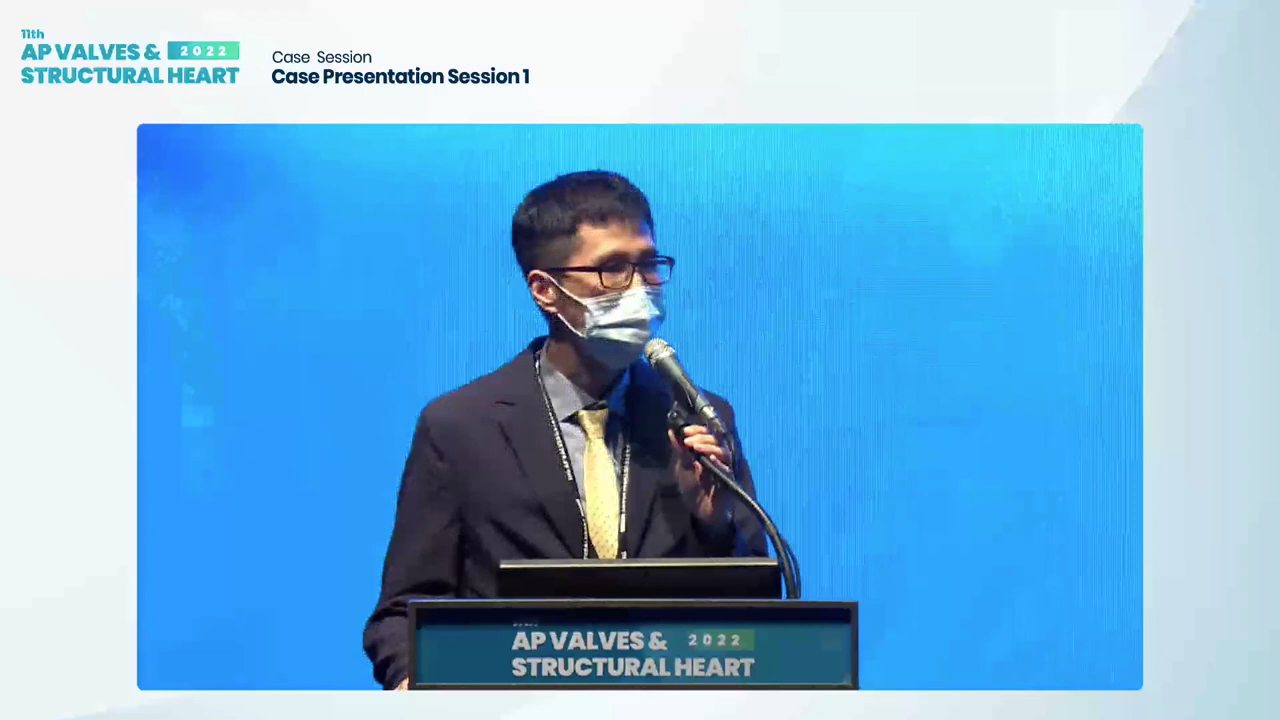 11th
AP VALVES & 2022
STRUCTURAL HEART
Case Session
Case Presentation Session 1
AP VALVES & 2022
STRUCTURAL HEART